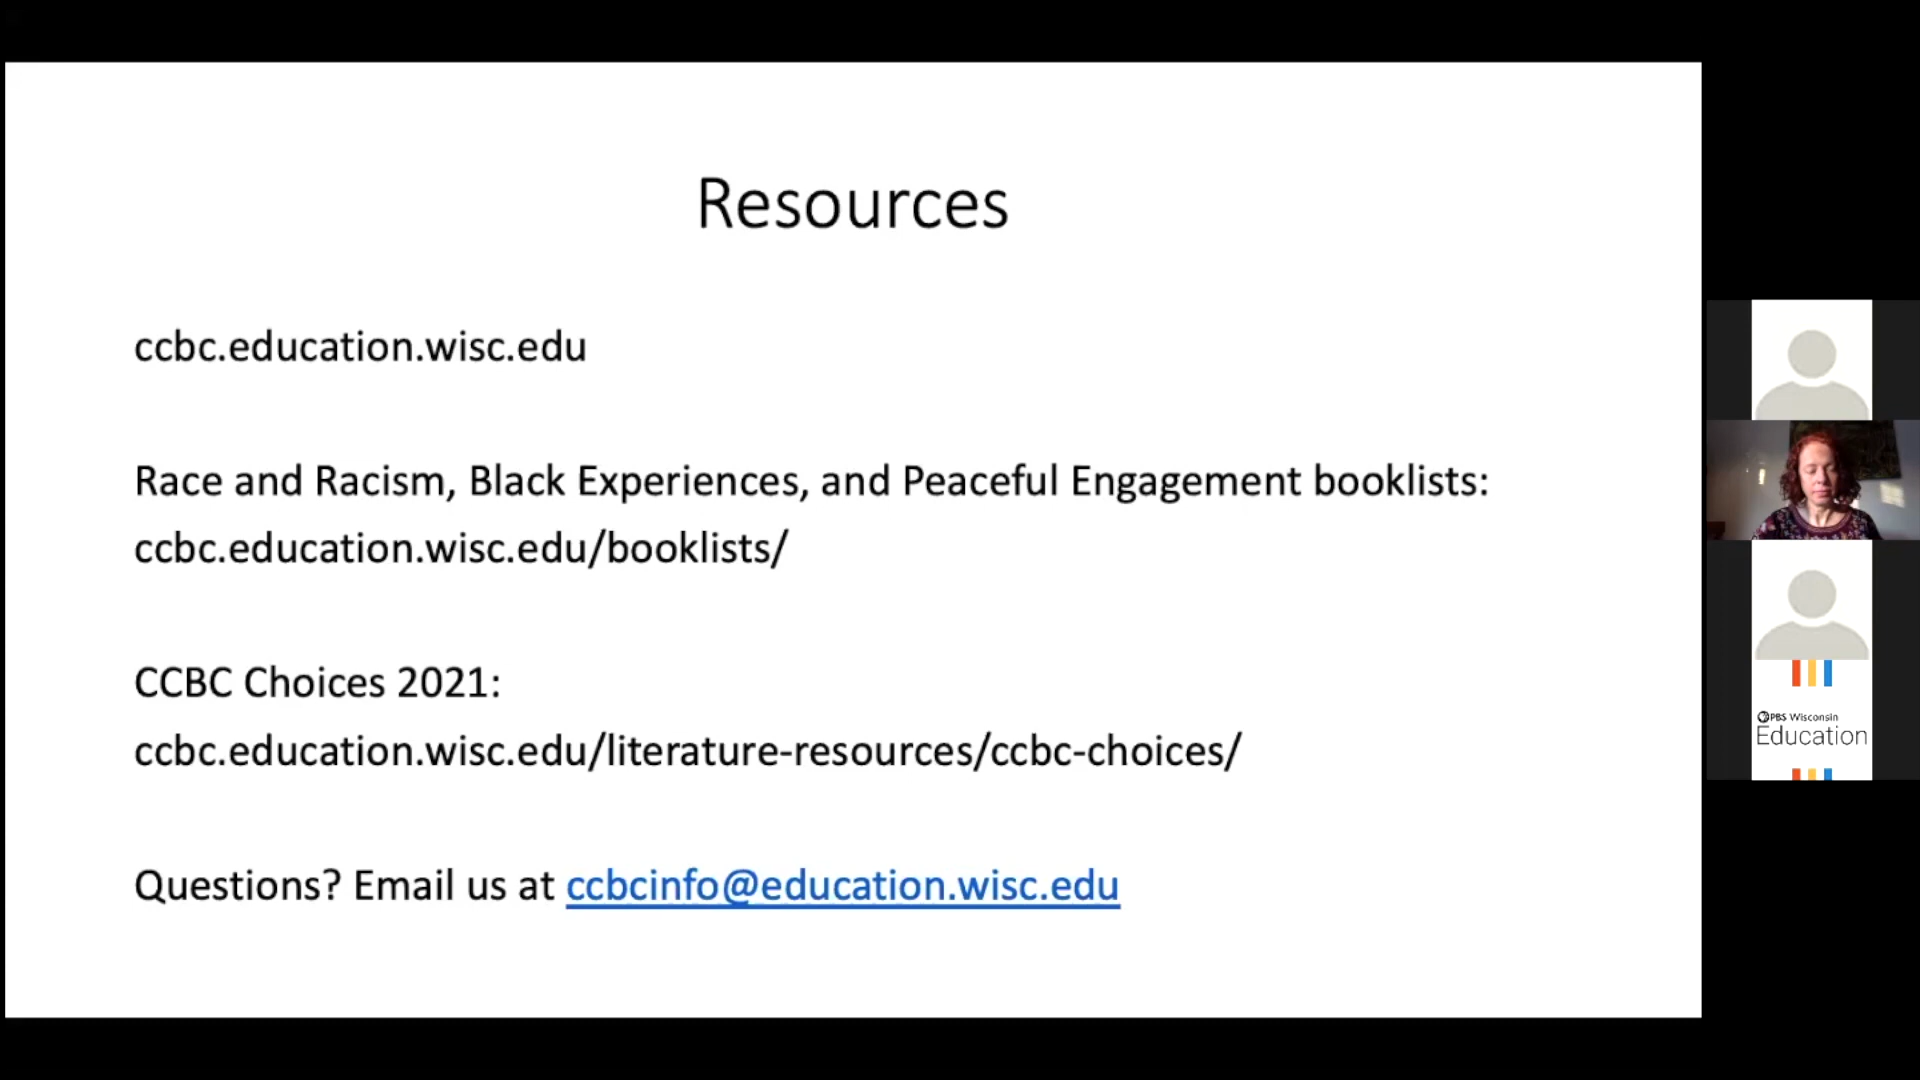 Resources
ccbc.education.wisc.edu
Race and Racism, Black Experiences, and Peaceful Engagement booklists:
ccbc.education.wisc.edu/booklists/
CCBC Choices 2021:
ccbc.education.wisc.edu/literature-resources/ccbc-choices/
Questions? Email us at ccbcinfo@education.wisc.edu
PBS Wisconsin
Education